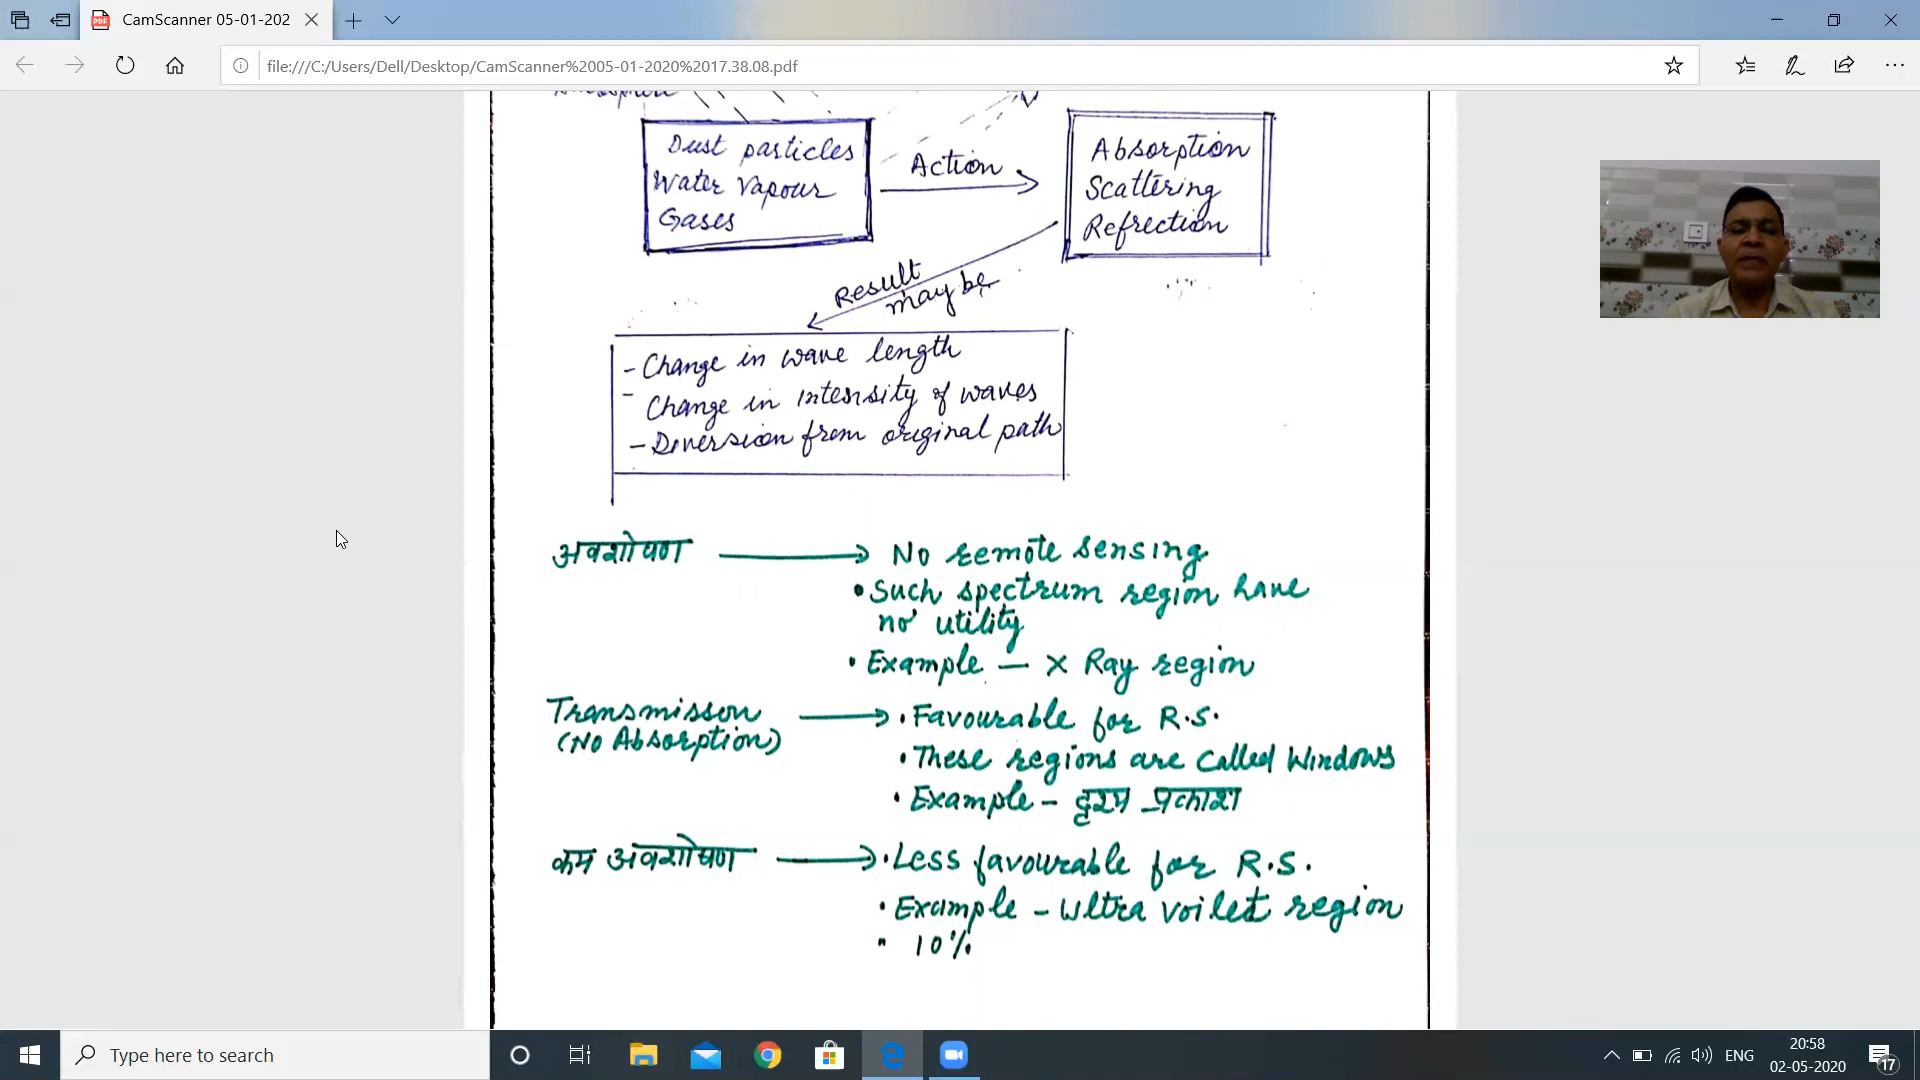 CamScanner 05-01-202
file:///C:/Users/Dell/Desktop/CamScanner%2005-01-2020%2017.38.08.pdf
Dust particles
Water Vapour
Gases
Action
Absorption
Scattering
Refrection
Result
may be
- Change in wave length
- Change in intensity of waves
- Diversion from original path
अवशोषण → No remote sensing
• Such spectrum region have
no utility
• Example — X Ray region
Transmisson → • Favourable for R.S.
(No Absorption)
• These regions are called Windows
• Example - दृश्य प्रकाश
कम अवशोषण → • Less favourable for R.S.
• Example - Ultra voilet region
• 10%
Type here to search
ENG
20:58
02-05-2020
17